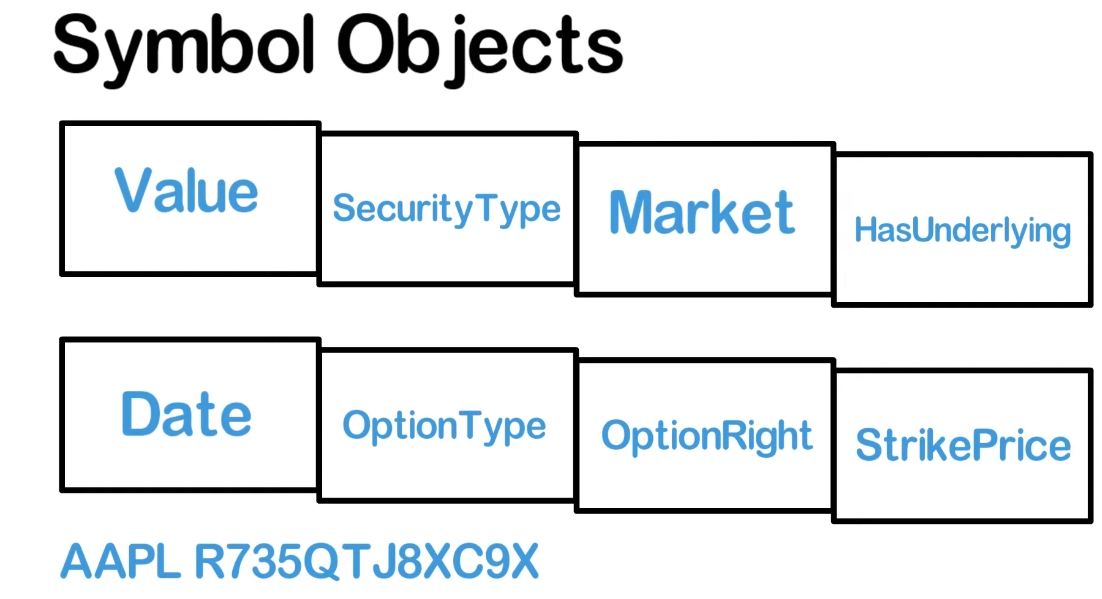 Symbol Objects
Value SecurityType Market HasUnderlying
Date OptionType OptionRight StrikePrice
AAPL R735QTJ8XC9X